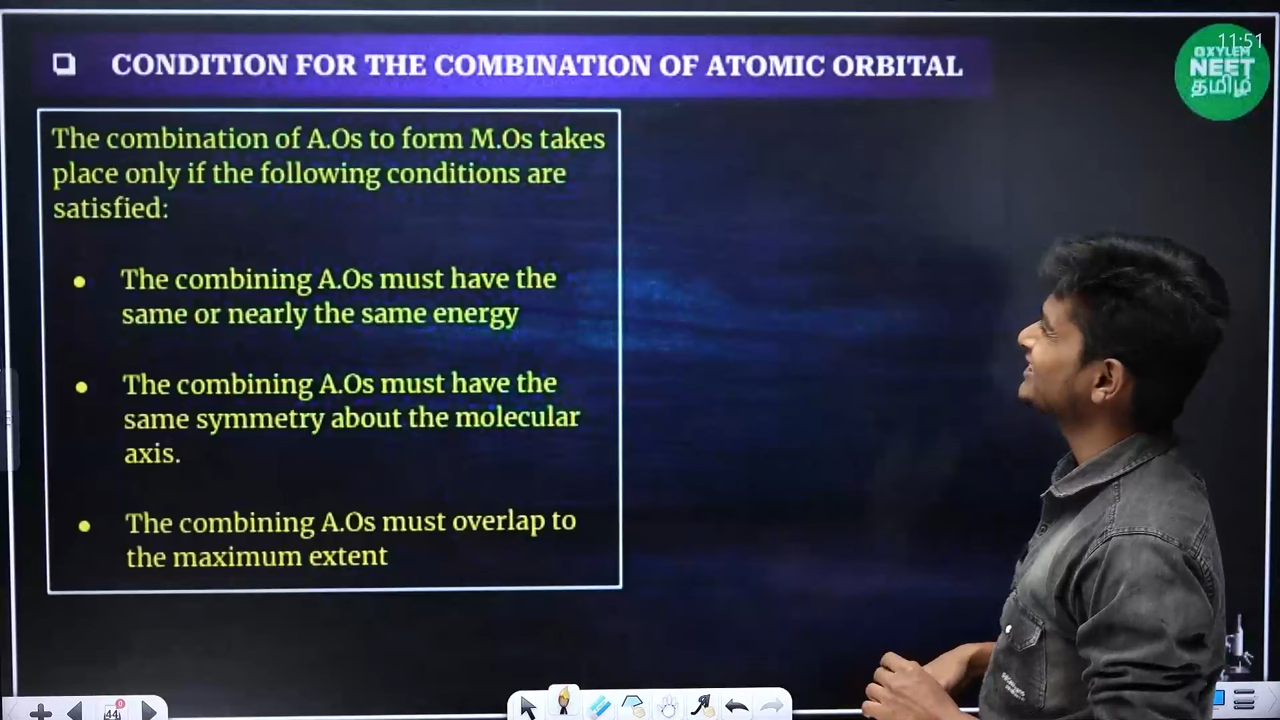 CONDITION FOR THE COMBINATION OF ATOMIC ORBITAL
11:51
OXYLEM
NEET
தமிழ்
The combination of A.Os to form M.Os takes
place only if the following conditions are
satisfied:
• The combining A.Os must have the
same or nearly the same energy
• The combining A.Os must have the
same symmetry about the molecular
axis.
• The combining A.Os must overlap to
the maximum extent
44